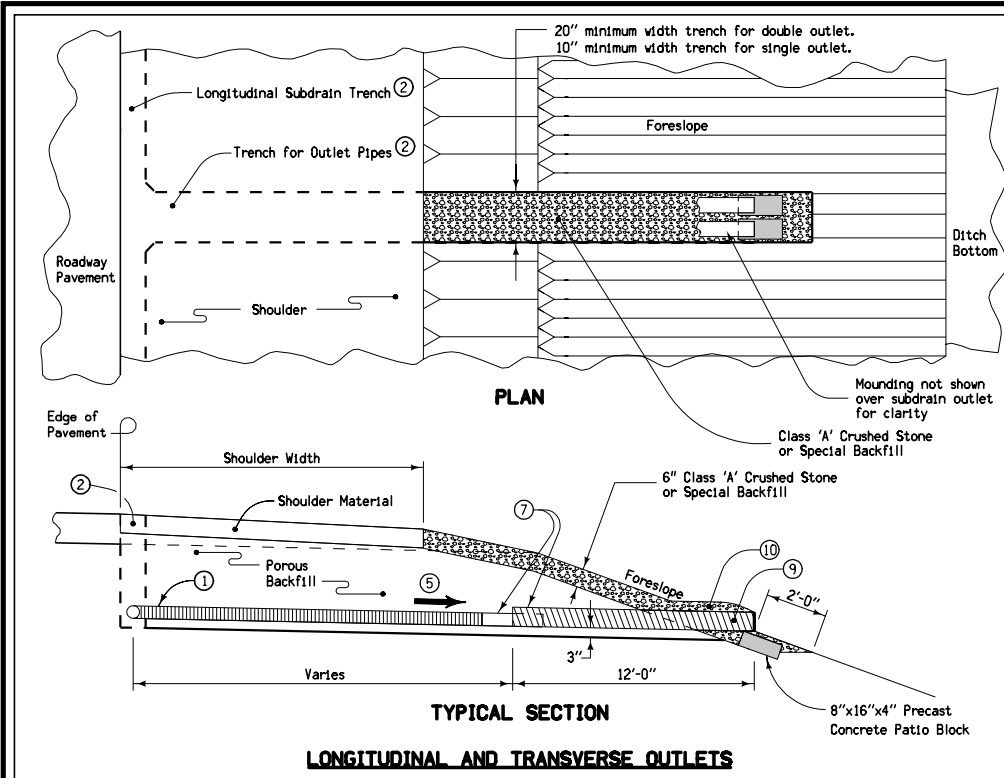 20" minimum width trench for double outlet.
10" minimum width trench for single outlet.
Longitudinal Subdrain Trench ②
Foreslope
Trench for Outlet Pipes ②
Roadway
Pavement
Ditch
Bottom
Shoulder
PLAN
Mounding not shown
over subdrain outlet
for clarity
Edge of
Pavement
Class 'A' Crushed Stone
or Special Backfill
Shoulder Width
6" Class 'A' Crushed Stone
or Special Backfill
②
Shoulder Material
⑦
Foreslope
⑩
⑨
Porous
Backfill
①
⑤
2'-0"
3"
Varies
12'-0"
8"x16"x4" Precast
Concrete Patio Block
TYPICAL SECTION
LONGITUDINAL AND TRANSVERSE OUTLETS